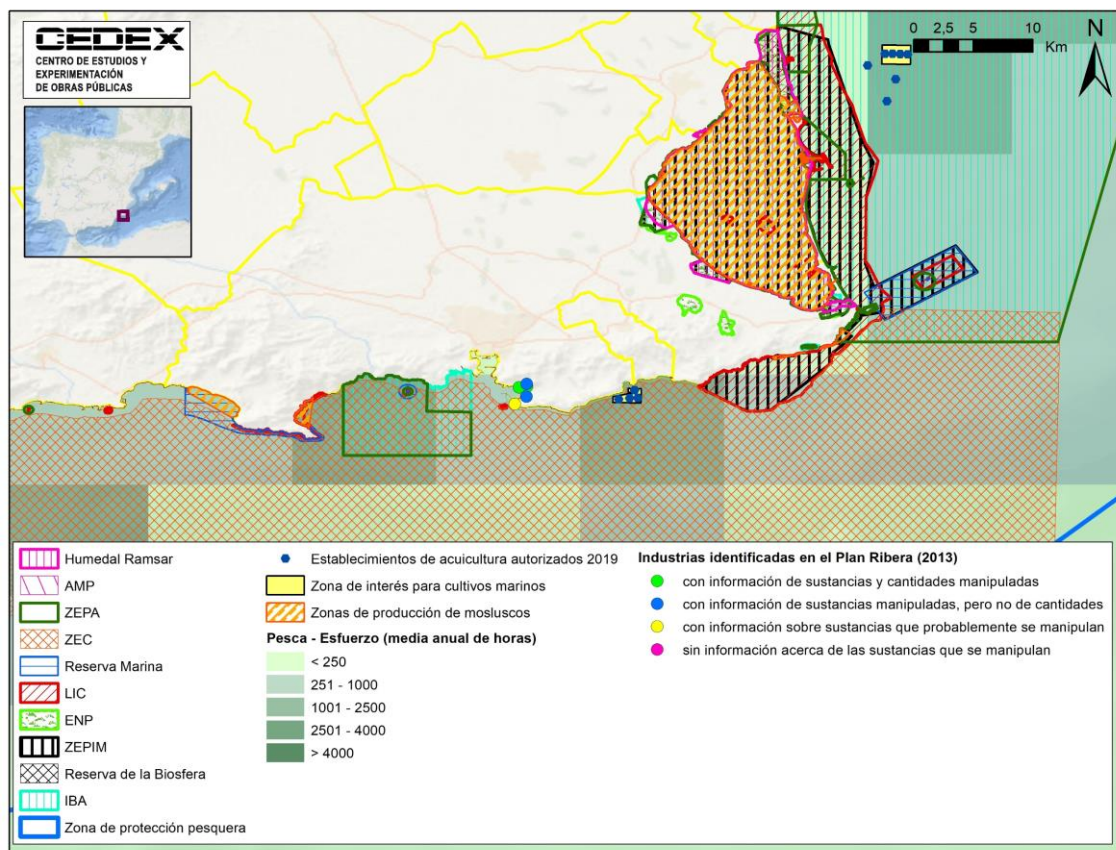 CEDEX
CENTRO DE ESTUDIOS Y
EXPERIMENTACIÓN
DE OBRAS PÚBLICAS
0 2,5 5 10
Km
N
Humedal Ramsar
AMP
ZEPA
ZEC
Reserva Marina
LIC
ENP
ZEPIM
Reserva de la Biosfera
IBA
Zona de protección pesquera
Establecimientos de acuicultura autorizados 2019
Zona de interés para cultivos marinos
Zonas de producción de mosluscos
Pesca - Esfuerzo (media anual de horas)
< 250
251 - 1000
1001 - 2500
2501 - 4000
> 4000
Industrias identificadas en el Plan Ribera (2013)
con información de sustancias y cantidades manipuladas
con información de sustancias manipuladas, pero no de cantidades
con información sobre sustancias que probablemente se manipulan
sin información acerca de las sustancias que se manipulan